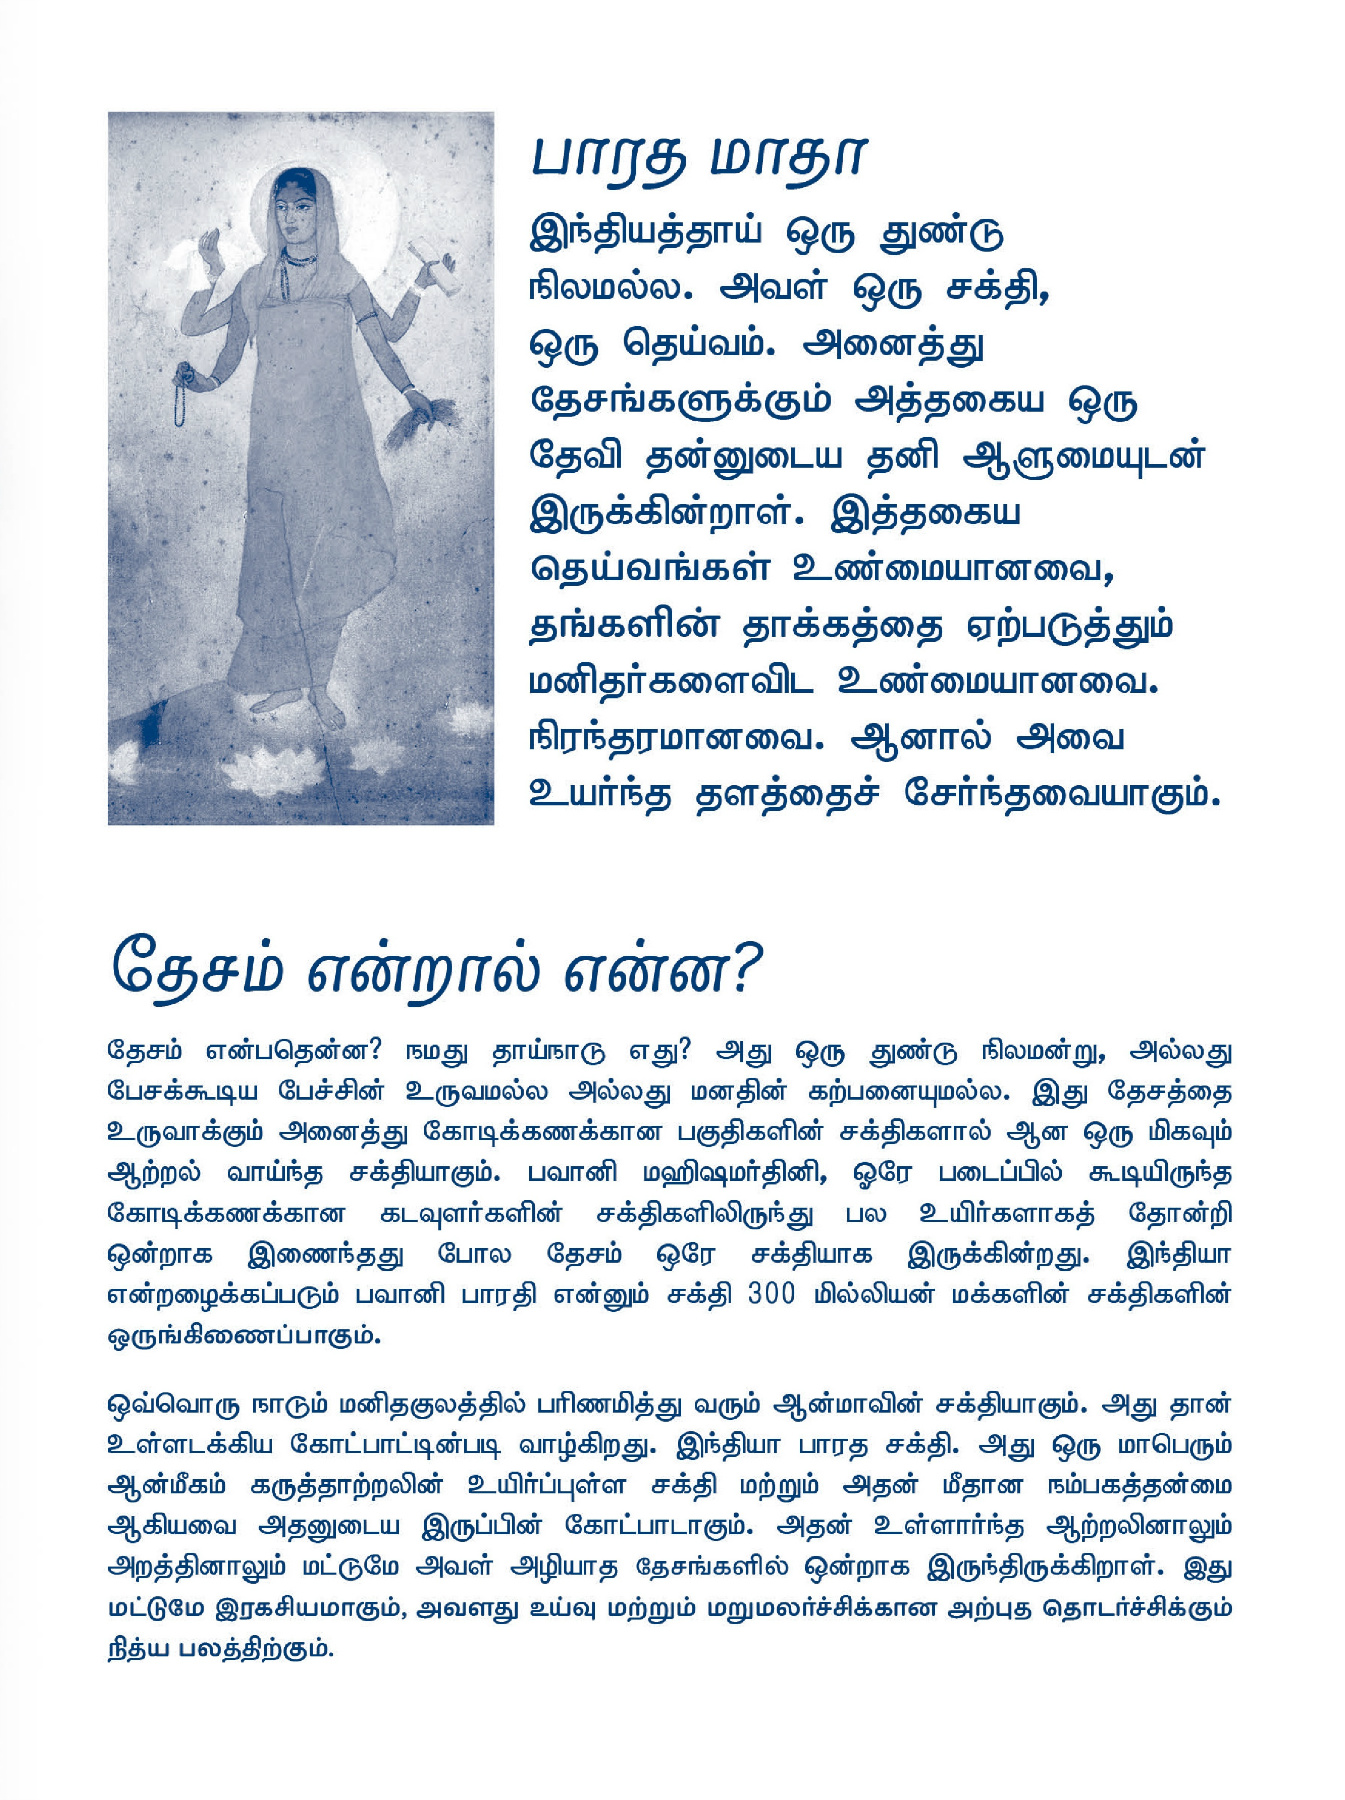 பாரத மாதா
இந்தியத்தாய் ஒரு துண்டு
நிலமல்ல. அவள் ஒரு சக்தி,
ஒரு தெய்வம். அனைத்து
தேசங்களுக்கும் அத்தகைய ஒரு
தேவி தன்னுடைய தனி ஆளுமையுடன்
இருக்கின்றாள். இத்தகைய
தெய்வங்கள் உண்மையானவை,
தங்களின் தாக்கத்தை ஏற்படுத்தும்
மனிதர்களைவிட உண்மையானவை.
நிரந்தரமானவை. ஆனால் அவை
உயர்ந்த தளத்தைச் சேர்ந்தவையாகும்.
தேசம் என்றால் என்ன?
தேசம் என்பதென்ன? நமது தாய்நாடு எது? அது ஒரு துண்டு நிலமன்று, அல்லது
பேசக்கூடிய பேச்சின் உருவமல்ல அல்லது மனதின் கற்பனையுமல்ல. இது தேசத்தை
உருவாக்கும் அனைத்து கோடிக்கணக்கான பகுதிகளின் சக்திகளால் ஆன ஒரு மிகவும்
ஆற்றல் வாய்ந்த சக்தியாகும். பவானி மஹிஷமர்தினி, ஓரே படைப்பில் கூடியிருந்த
கோடிக்கணக்கான கடவுளர்களின் சக்திகளிலிருந்து பல உயிர்களாகத் தோன்றி
ஒன்றாக இணைந்தது போல தேசம் ஒரே சக்தியாக இருக்கின்றது. இந்தியா
என்றழைக்கப்படும் பவானி பாரதி என்னும் சக்தி 300 மில்லியன் மக்களின் சக்திகளின்
ஒருங்கிணைப்பாகும்.
ஒவ்வொரு நாடும் மனிதகுலத்தில் பரிணமித்து வரும் ஆன்மாவின் சக்தியாகும். அது தான்
உள்ளடக்கிய கோட்பாட்டின்படி வாழ்கிறது. இந்தியா பாரத சக்தி. அது ஒரு மாபெரும்
ஆன்மீகம் கருத்தாற்றலின் உயிர்ப்புள்ள சக்தி மற்றும் அதன் மீதான நம்பகத்தன்மை
ஆகியவை அதனுடைய இருப்பின் கோட்பாடாகும். அதன் உள்ளார்ந்த ஆற்றலினாலும்
அறத்தினாலும் மட்டுமே அவள் அழியாத தேசங்களில் ஒன்றாக இருந்திருக்கிறாள். இது
மட்டுமே இரகசியமாகும், அவளது உய்வு மற்றும் மறுமலர்ச்சிக்கான அற்புத தொடர்ச்சிக்கும்
நித்ய பலத்திற்கும்.